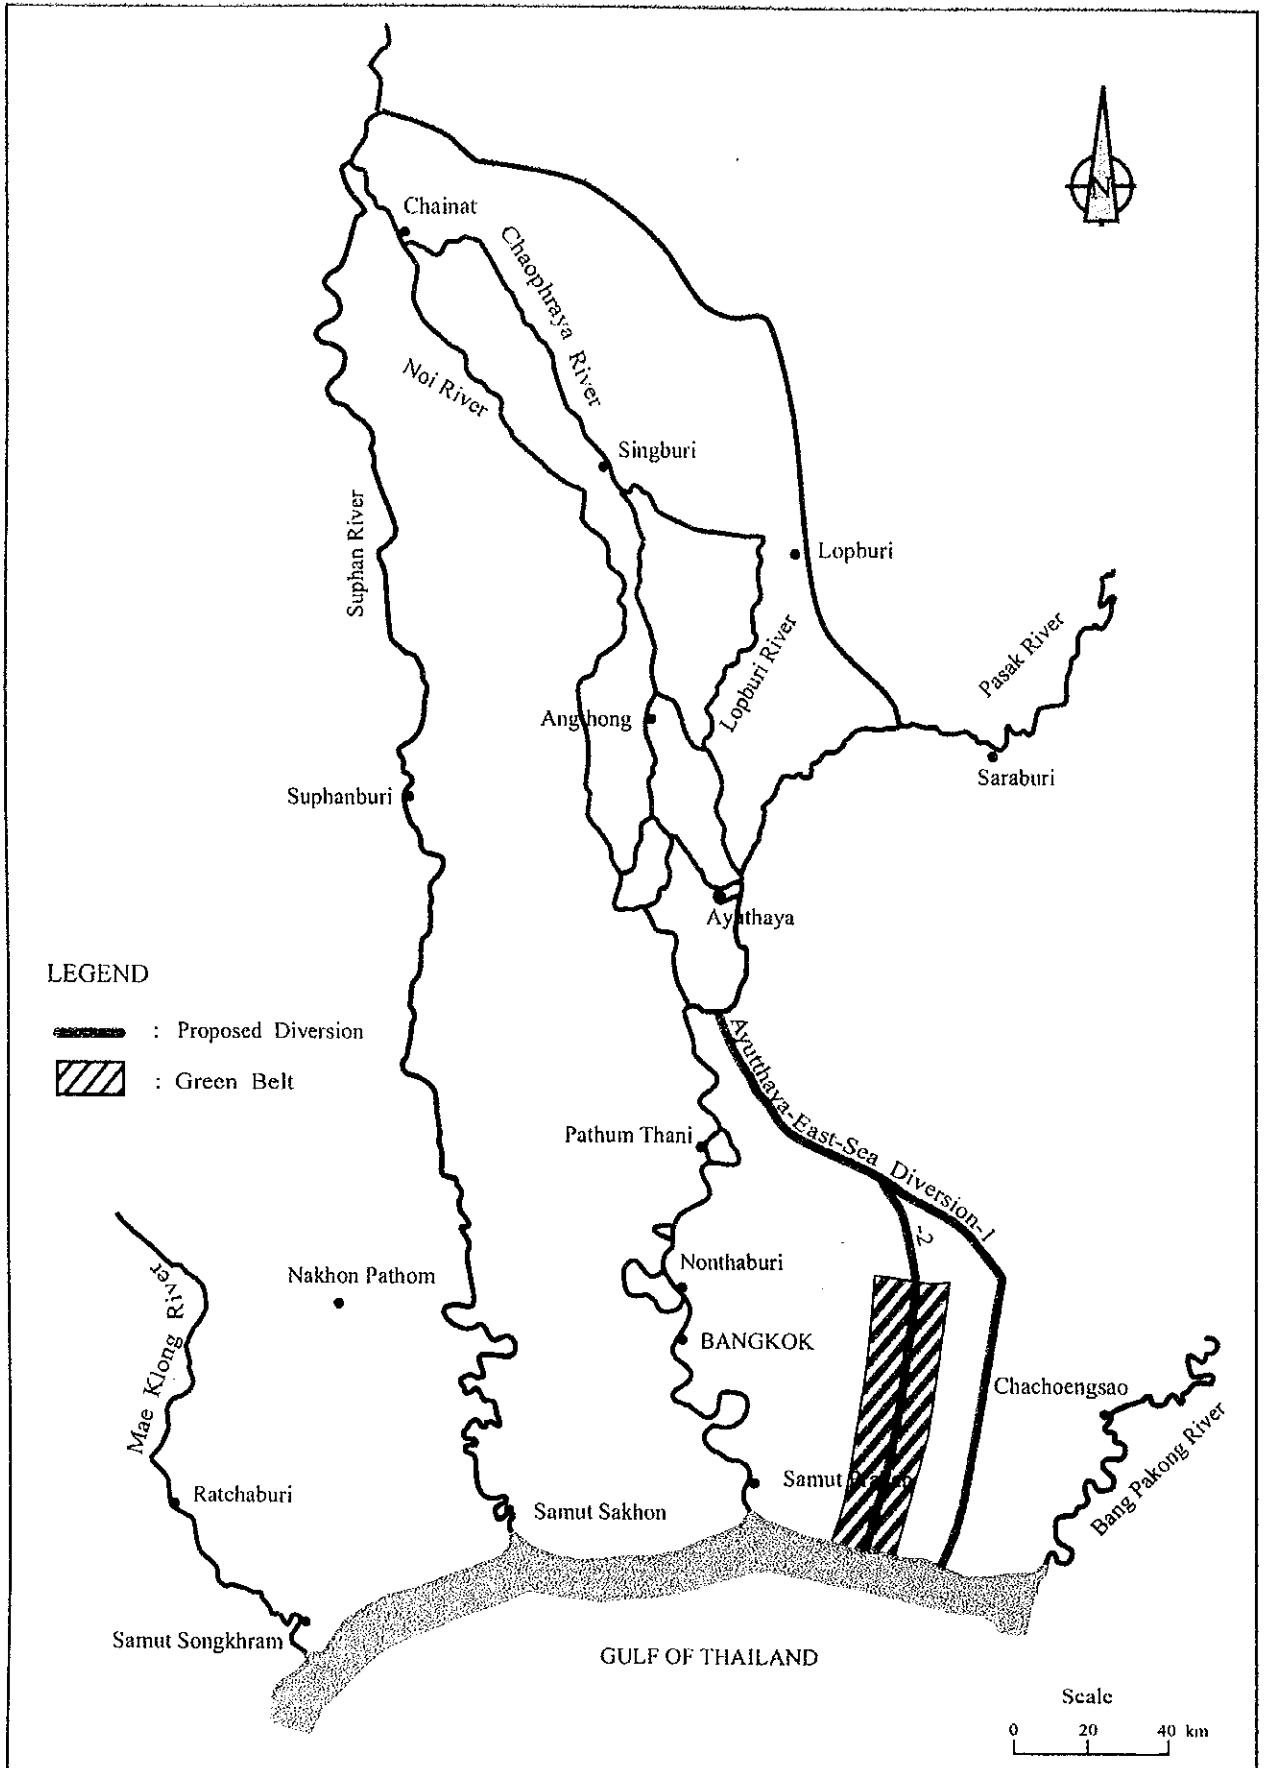 N
Chainat
Chaophraya River
Noi River
Singburi
Suphan River
Lopburi
Lopburi River
Pasak River
Angthong
Saraburi
Suphanburi
Ayuthaya
LEGEND
: Proposed Diversion
: Green Belt
Ayutthaya-East-Sea Diversion-1
-2
Pathum Thani
Nonthaburi
Nakhon Pathom
Mae Klong River
BANGKOK
Chachoengsao
Bang Pakong River
Samut
Ratchaburi
Samut Sakhon
Samut Songkhram
GULF OF THAILAND
Scale
0 20 40 km